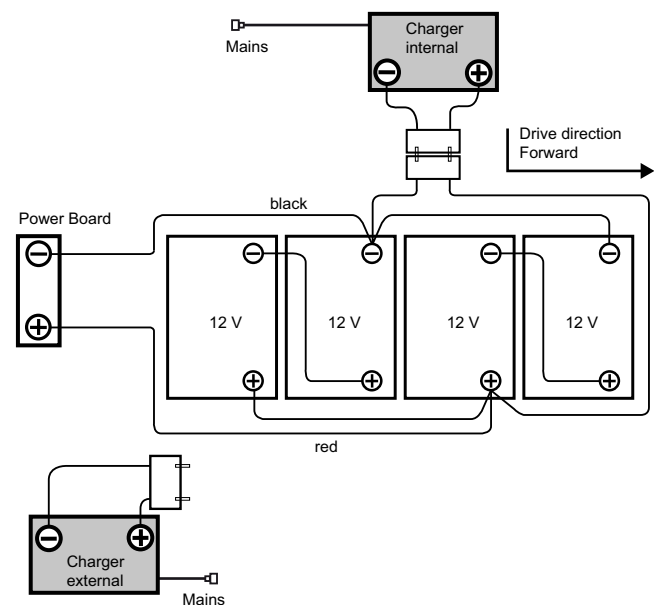 Charger
internal
Mains
Drive direction
Forward
black
Power Board
12 V
12 V
12 V
12 V
red
Charger
external
Mains